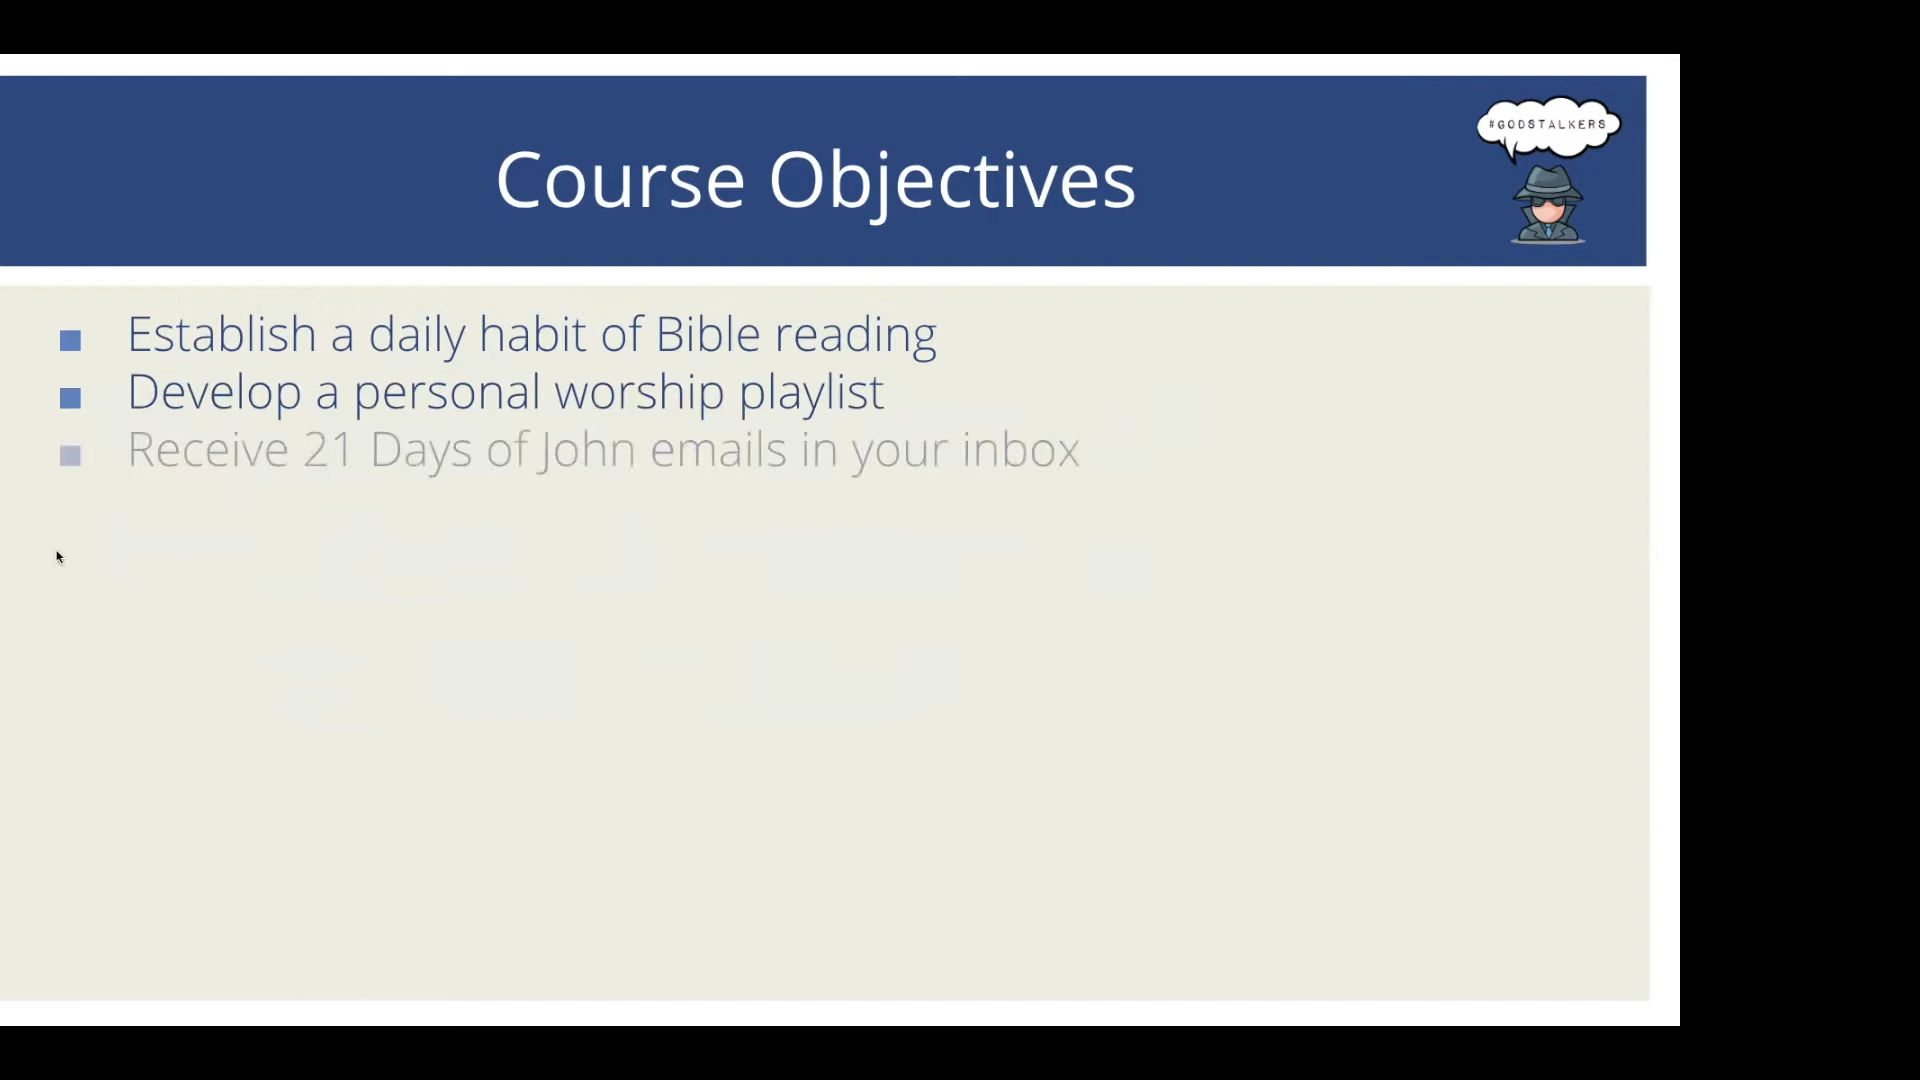 #GODSTALKERS
Course Objectives
Establish a daily habit of Bible reading
Develop a personal worship playlist
Receive 21 Days of John emails in your inbox